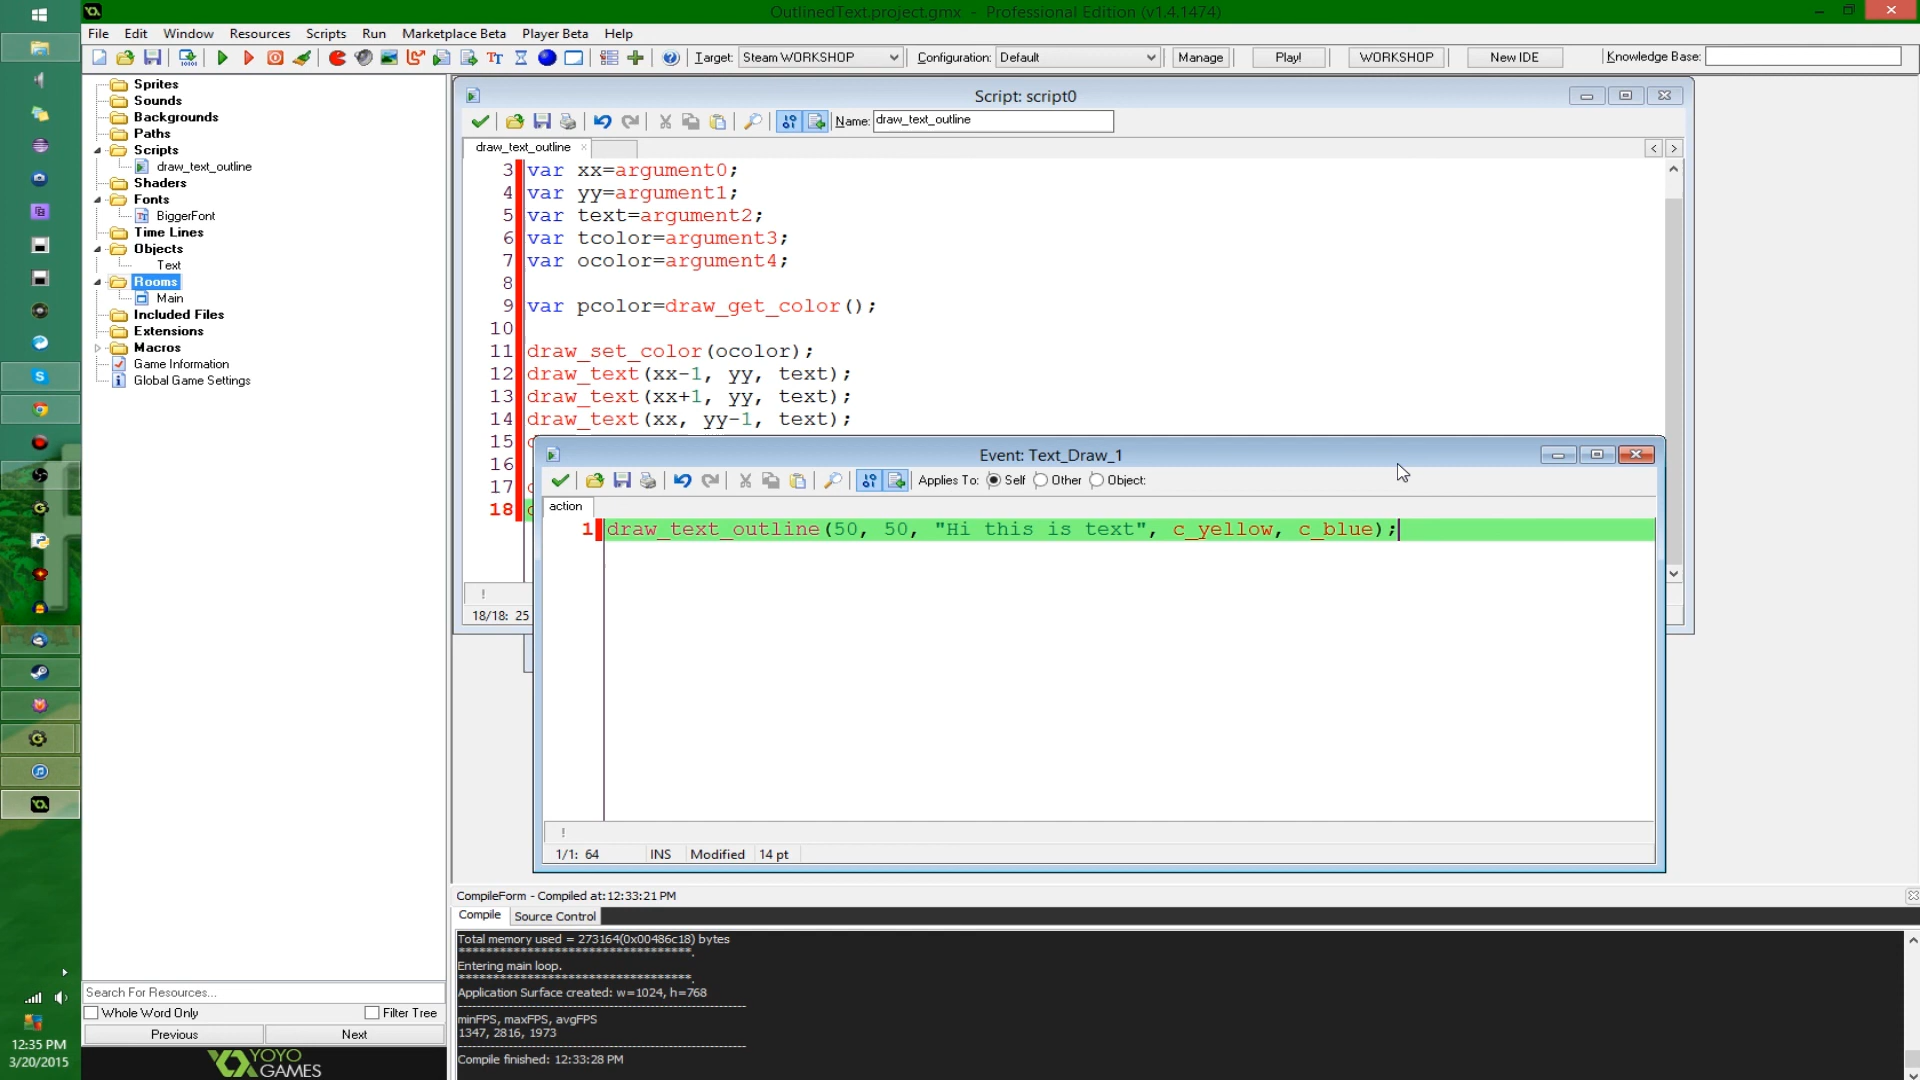 OutlinedText.project.gmx - Professional Edition (v1.4.1474)
File Edit Window Resources Scripts Run Marketplace Beta Player Beta Help
Target: Steam WORKSHOP Configuration: Default Manage Play! WORKSHOP New IDE Knowledge Base:
Sprites
Sounds
Backgrounds
Paths
Scripts
draw_text_outline
Shaders
Fonts
BiggerFont
Time Lines
Objects
Text
Rooms
Main
Included Files
Extensions
Macros
Game Information
Global Game Settings
Search For Resources...
Whole Word Only Filter Tree
Previous Next
YOYO
GAMES
12:35 PM
3/20/2015
Script: script0
Name: draw_text_outline
draw_text_outline
3 var xx=argument0;
4 var yy=argument1;
5 var text=argument2;
6 var tcolor=argument3;
7 var ocolor=argument4;
8
9 var pcolor=draw_get_color();
10
11 draw_set_color(ocolor);
12 draw_text(xx-1, yy, text);
13 draw_text(xx+1, yy, text);
14 draw_text(xx, yy-1, text);
15
16
17
18
!
18/18: 25
Event: Text_Draw_1
Applies To: Self Other Object:
action
1 draw_text_outline(50, 50, "Hi this is text", c_yellow, c_blue);
!
1/1: 64 INS Modified 14 pt
CompileForm - Compiled at:12:33:21 PM
Compile Source Control
Total memory used = 273164(0x00486c18) bytes
**********************************.
Entering main loop.
**********************************.
Application Surface created: w=1024, h=768
---------------------------------------------------------------
minFPS, maxFPS, avgFPS
1347, 2816, 1973
---------------------------------------------------------------
Compile finished: 12:33:28 PM